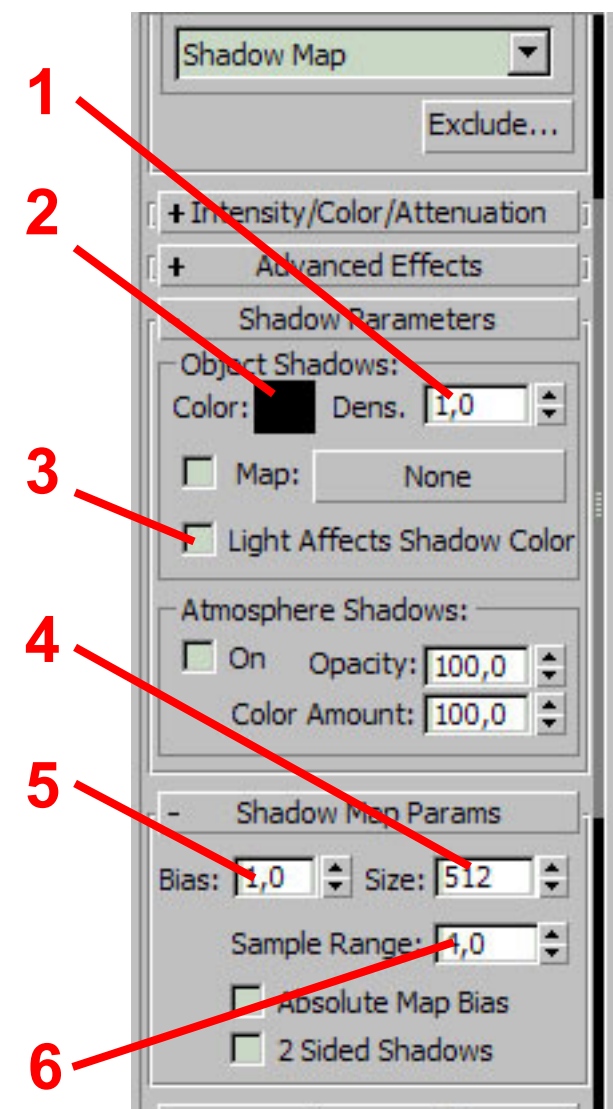 Shadow Map
1
Exclude...
2
+ Intensity/Color/Attenuation
+ Advanced Effects
Shadow Parameters
Object Shadows:
Color: Dens. 1,0
3
Map: None
Light Affects Shadow Color
Atmosphere Shadows:
4
On Opacity: 100,0
Color Amount: 100,0
5
- Shadow Map Params
Bias: 1,0 Size: 512
Sample Range: 4,0
Absolute Map Bias
2 Sided Shadows
6